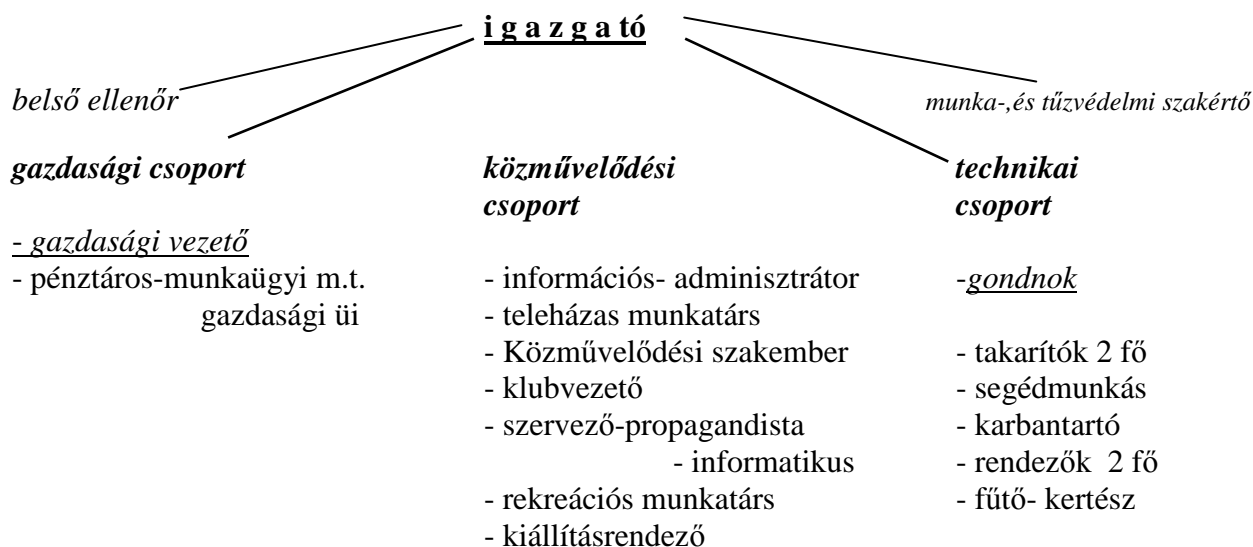 i g a z g a tó
belső ellenőr
munka-,és tűzvédelmi szakértő
gazdasági csoport
- gazdasági vezető
- pénztáros-munkaügyi m.t.
gazdasági üi
közművelődési
csoport
- információs- adminisztrátor
- teleházas munkatárs
- Közművelődési szakember
- klubvezető
- szervező-propagandista
- informatikus
- rekreációs munkatárs
- kiállításrendező
technikai
csoport
-gondnok
- takarítók 2 fő
- segédmunkás
- karbantartó
- rendezők  2 fő
- fűtő- kertész